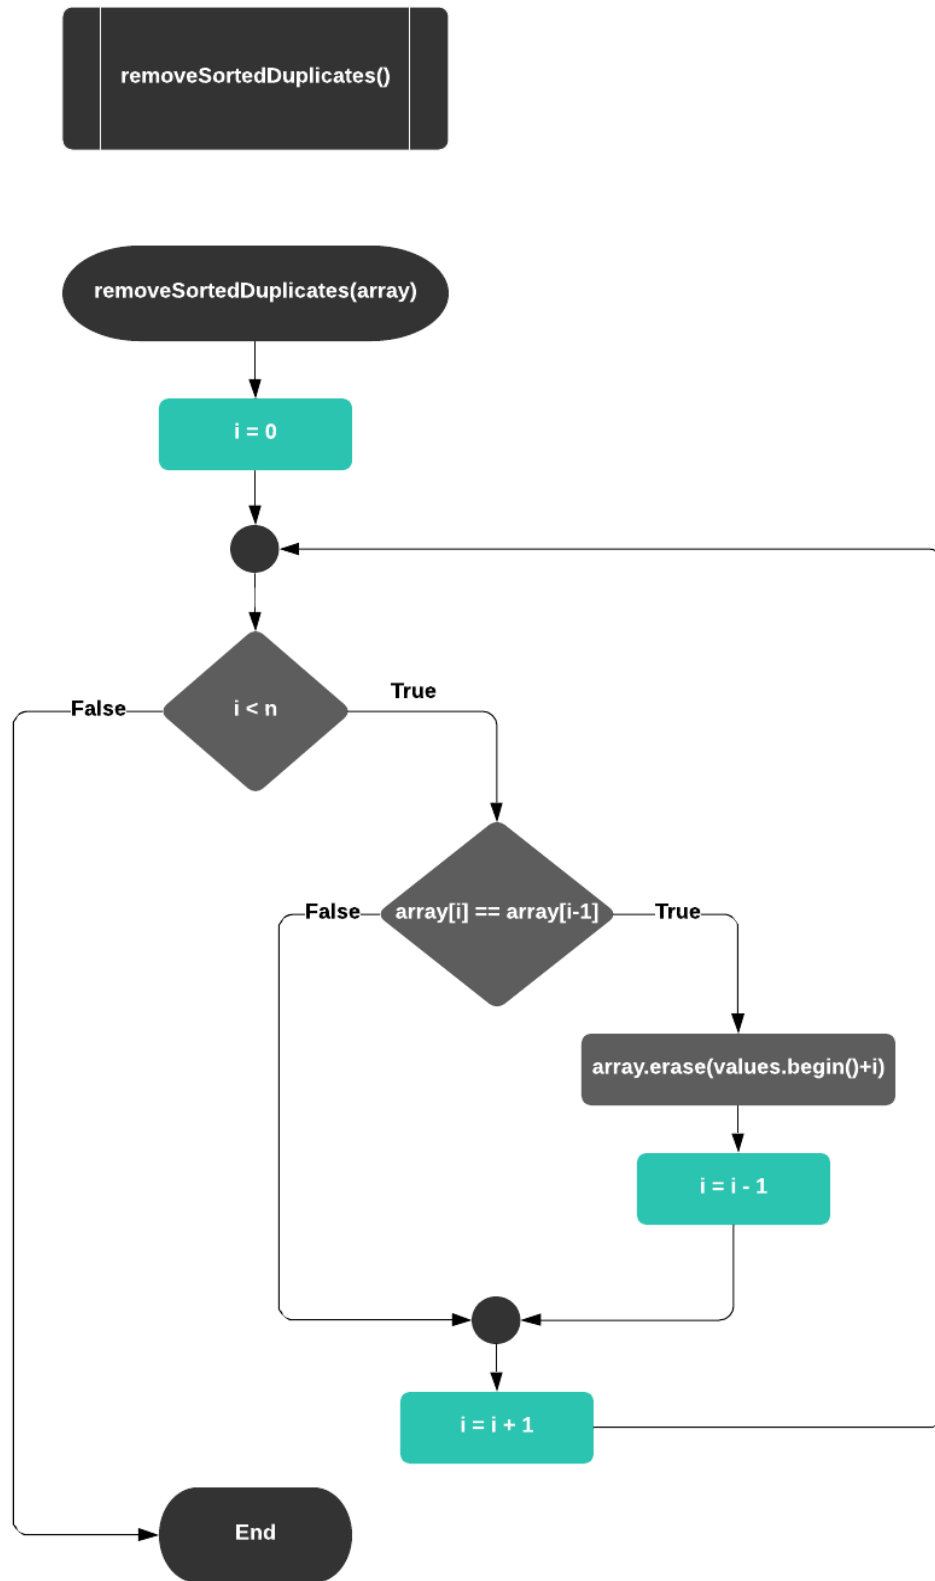 removeSortedDuplicates()
removeSortedDuplicates(array)
i = 0
i < n
False
True
array[i] == array[i-1]
False
True
array.erase(values.begin()+i)
i = i - 1
i = i + 1
End